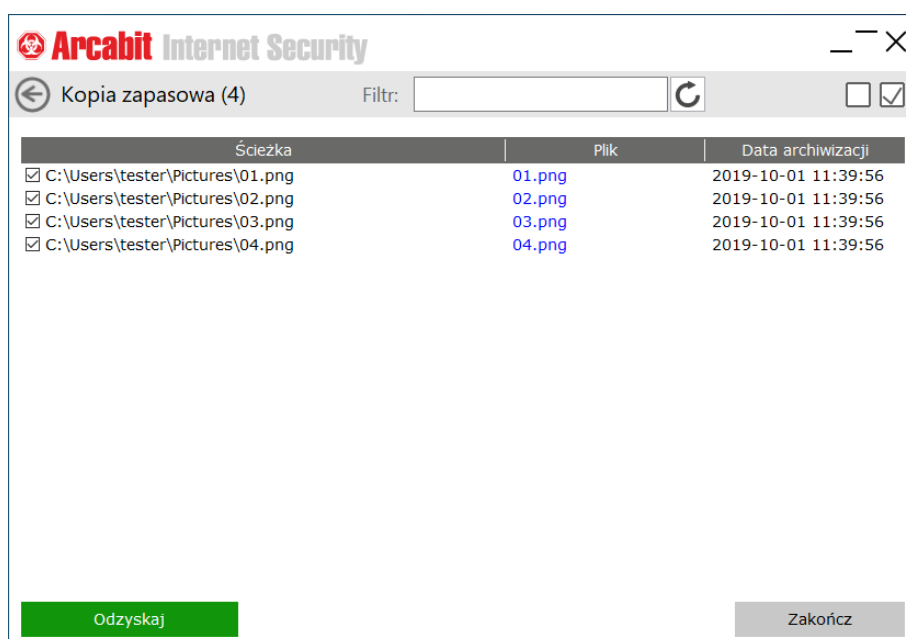 Arcabit Internet Security
Kopia zapasowa (4) Filtr:
Ścieżka Plik Data archiwizacji
C:\Users\tester\Pictures\01.png 01.png 2019-10-01 11:39:56
C:\Users\tester\Pictures\02.png 02.png 2019-10-01 11:39:56
C:\Users\tester\Pictures\03.png 03.png 2019-10-01 11:39:56
C:\Users\tester\Pictures\04.png 04.png 2019-10-01 11:39:56
Odzyskaj Zakończ